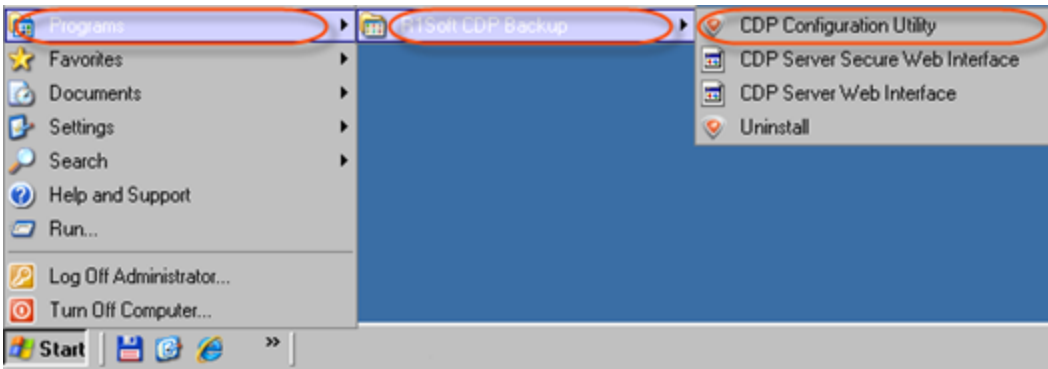 Programs
Favorites
Documents
Settings
Search
Help and Support
Run...
Log Off Administrator...
Turn Off Computer...
Start
»
R1Soft CDP Backup
CDP Configuration Utility
CDP Server Secure Web Interface
CDP Server Web Interface
Uninstall